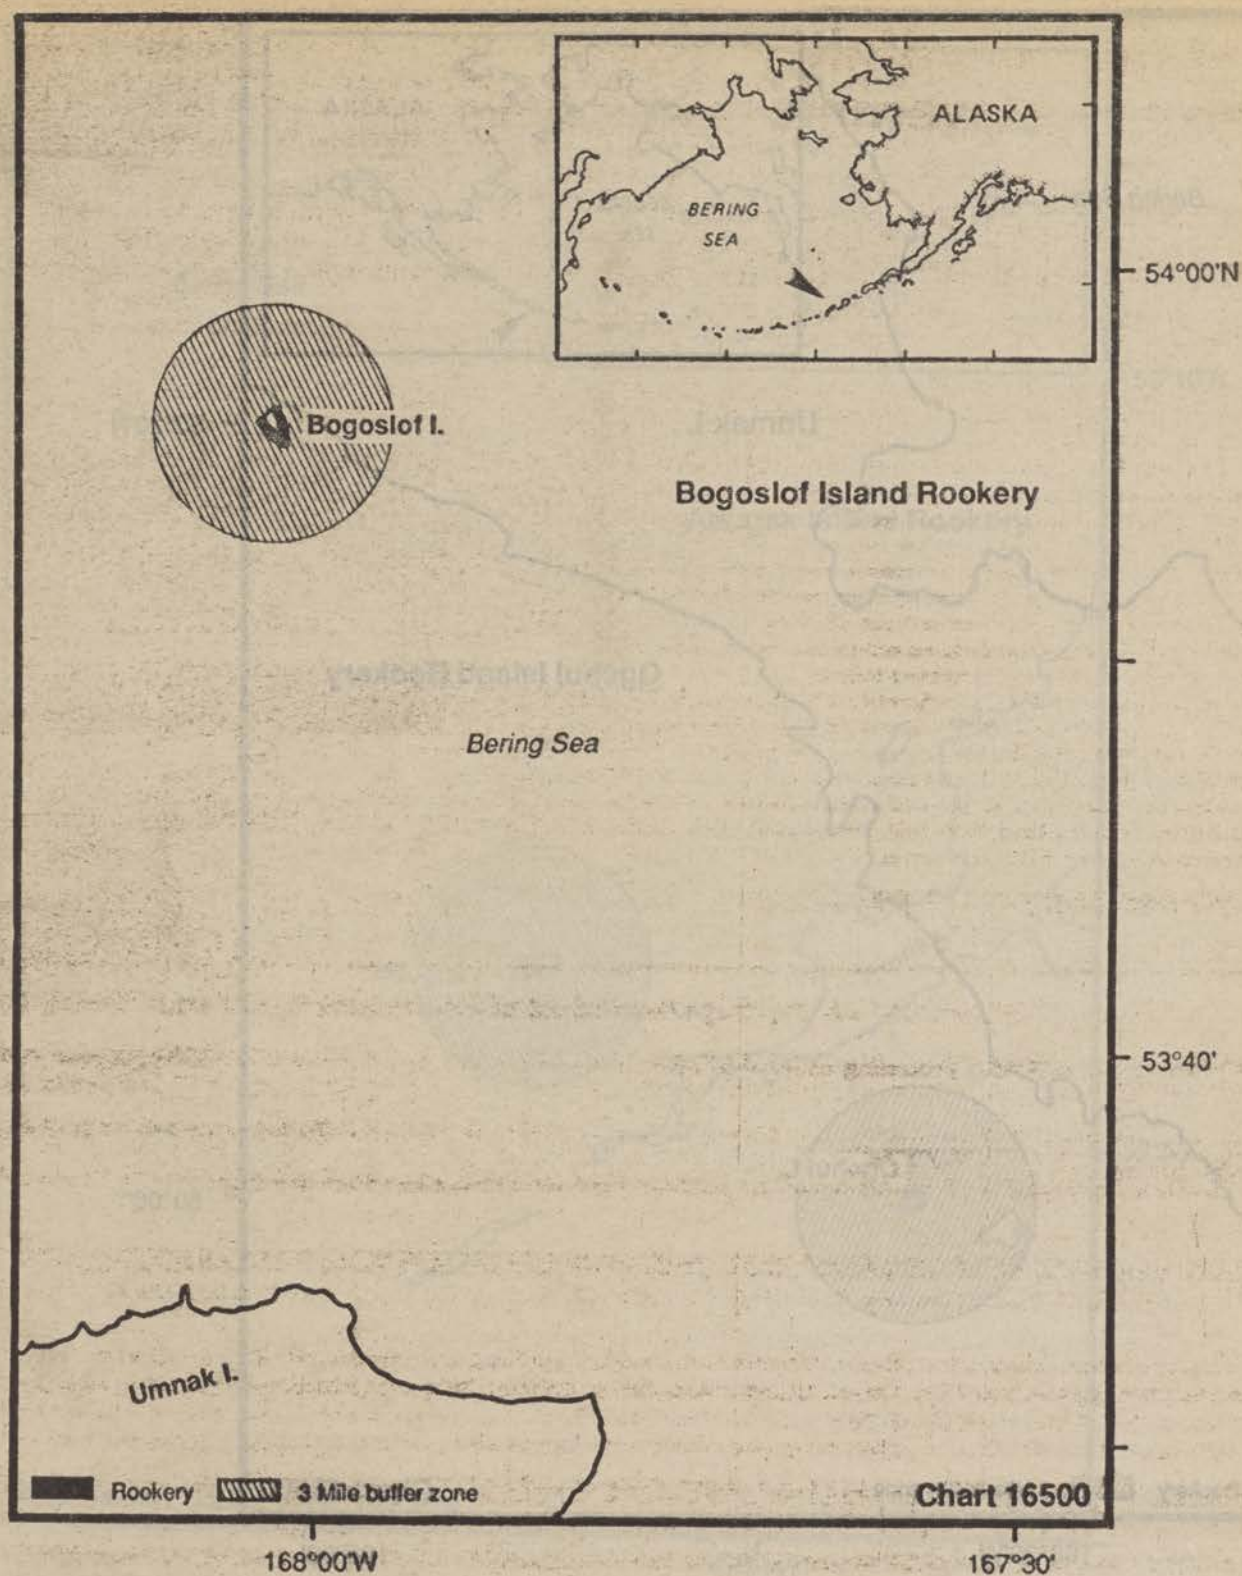 ALASKA
BERING
SEA
54°00'N
Bogoslof I.
Bogoslof Island Rookery
Bering Sea
53°40'
Umnak I.
Rookery
3 Mile buffer zone
Chart 16500
168°00'W
167°30'